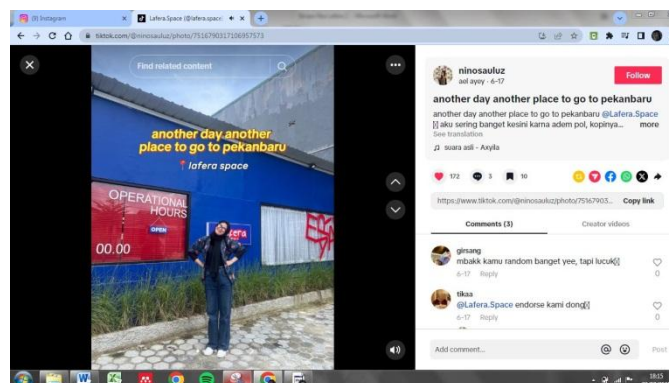 (9) Instagram
Lafera.Space (@lafera.space)
tiktok.com/@ninosauluz/photo/7516790317106957573
Find related content
another day another
place to go to pekanbaru
lafera space
OPERATIONAL
HOURS
OPEN
00.00
fera
ninosauluz
ael ayey · 6-17
Follow
another day another place to go to pekanbaru
another day another place to go to pekanbaru @Lafera.Space
aku sering banget kesini karna adem pol, kopinya... more
See translation
suara asli - Axyila
172
3
10
https://www.tiktok.com/@ninosauluz/photo/75167903...
Copy link
Comments (3)
Creator videos
girsang
mbakk kamu random banget yee, tapi lucuk
6-17 Reply
0
tikaa
@Lafera.Space endorse kami dong
6-17 Reply
0
Add comment...
Post
18:15